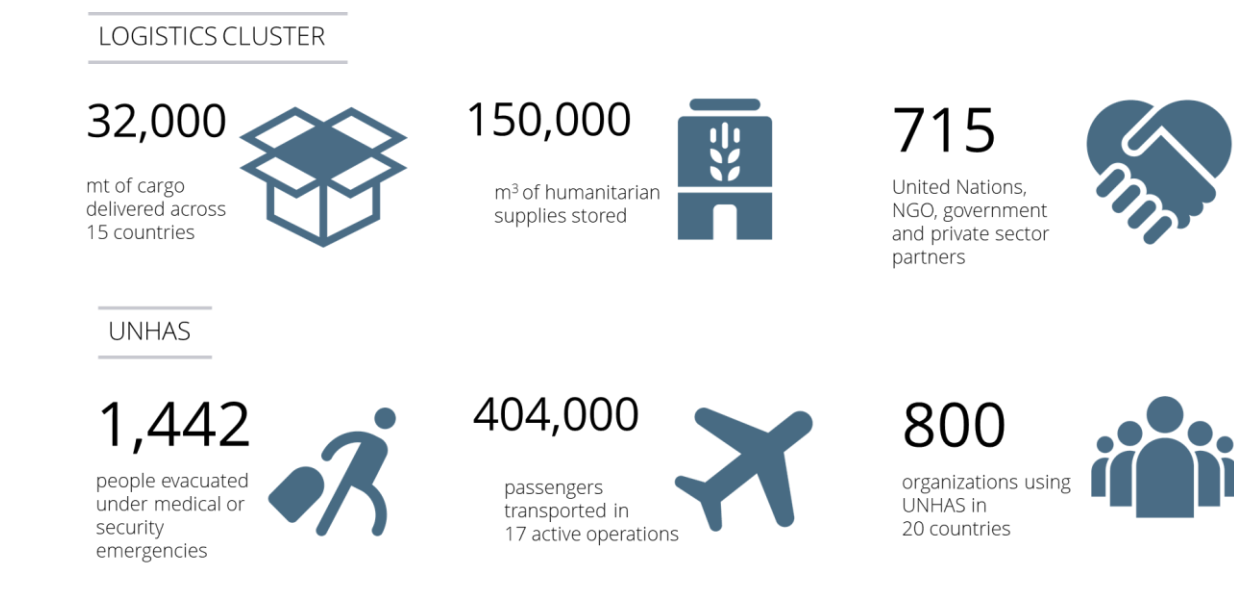 LOGISTICS CLUSTER
32,000
mt of cargo
delivered across
15 countries
150,000
m³ of humanitarian
supplies stored
715
United Nations,
NGO, government
and private sector
partners
UNHAS
1,442
people evacuated
under medical or
security
emergencies
404,000
passengers
transported in
17 active operations
800
organizations using
UNHAS in
20 countries